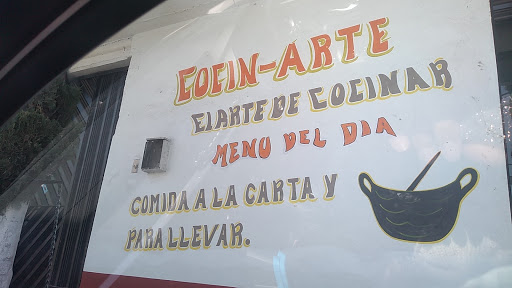 COCIN-ARTE
EL ARTE DE COCINAR
MENU DEL DIA
COMIDA A LA CARTA Y
PARA LLEVAR.